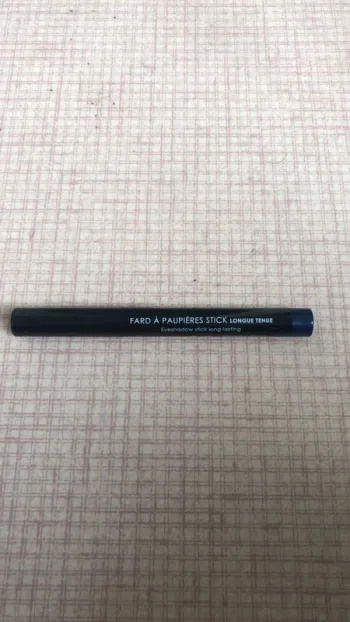 FARD À PAUPIÈRES STICK LONGUE TENUE
Eyeshadow stick long lasting